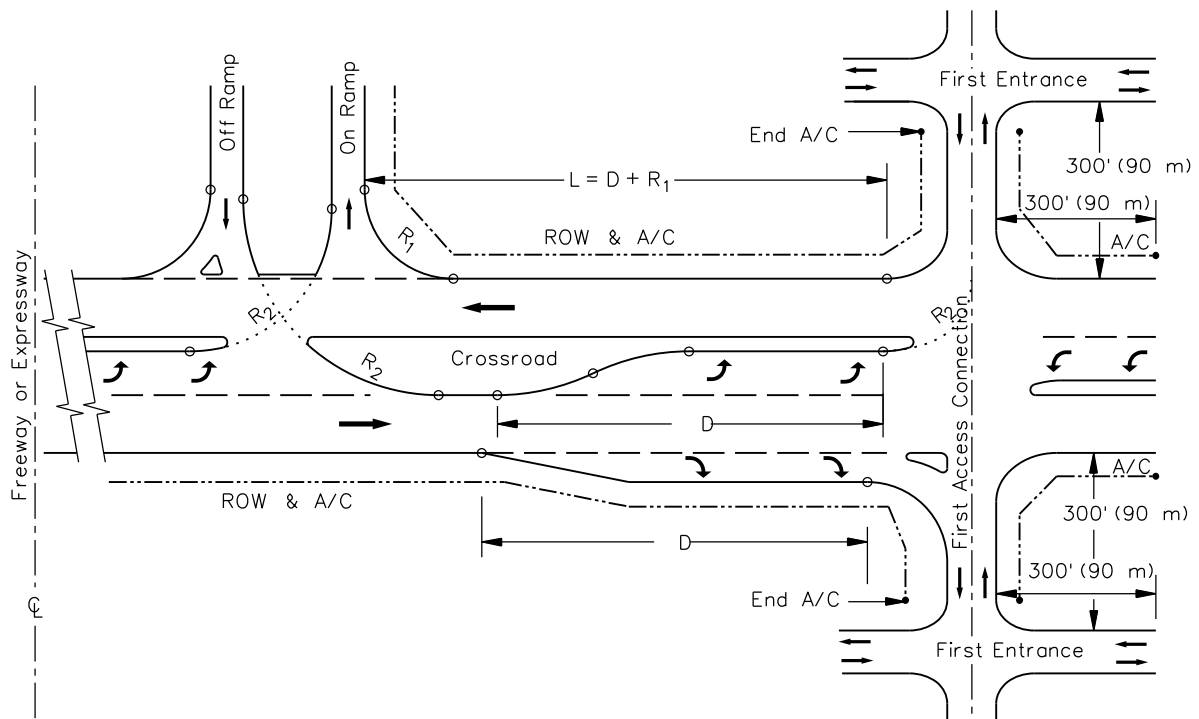 Off Ramp
On Ramp
First Entrance
End A/C
300' (90 m)
L = D + R1
300' (90 m)
R1
ROW & A/C
A/C
Freeway or Expressway
R2
R2
First Access Connection
R2
Crossroad
D
A/C
ROW & A/C
300' (90 m)
D
300' (90 m)
End A/C
℄
First Entrance